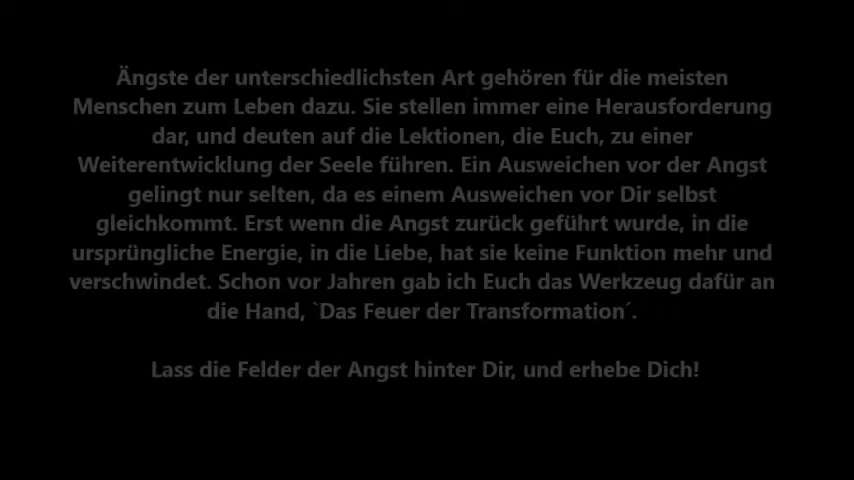 Ängste der unterschiedlichsten Art gehören für die meisten
Menschen zum Leben dazu. Sie stellen immer eine Herausforderung
dar, und deuten auf die Lektionen, die Euch, zu einer
Weiterentwicklung der Seele führen. Ein Ausweichen vor der Angst
gelingt nur selten, da es einem Ausweichen vor Dir selbst
gleichkommt. Erst wenn die Angst zurück geführt wurde, in die
ursprüngliche Energie, in die Liebe, hat sie keine Funktion mehr und
verschwindet. Schon vor Jahren gab ich Euch das Werkzeug dafür an
die Hand, `Das Feuer der Transformation´.
Lass die Felder der Angst hinter Dir, und erhebe Dich!